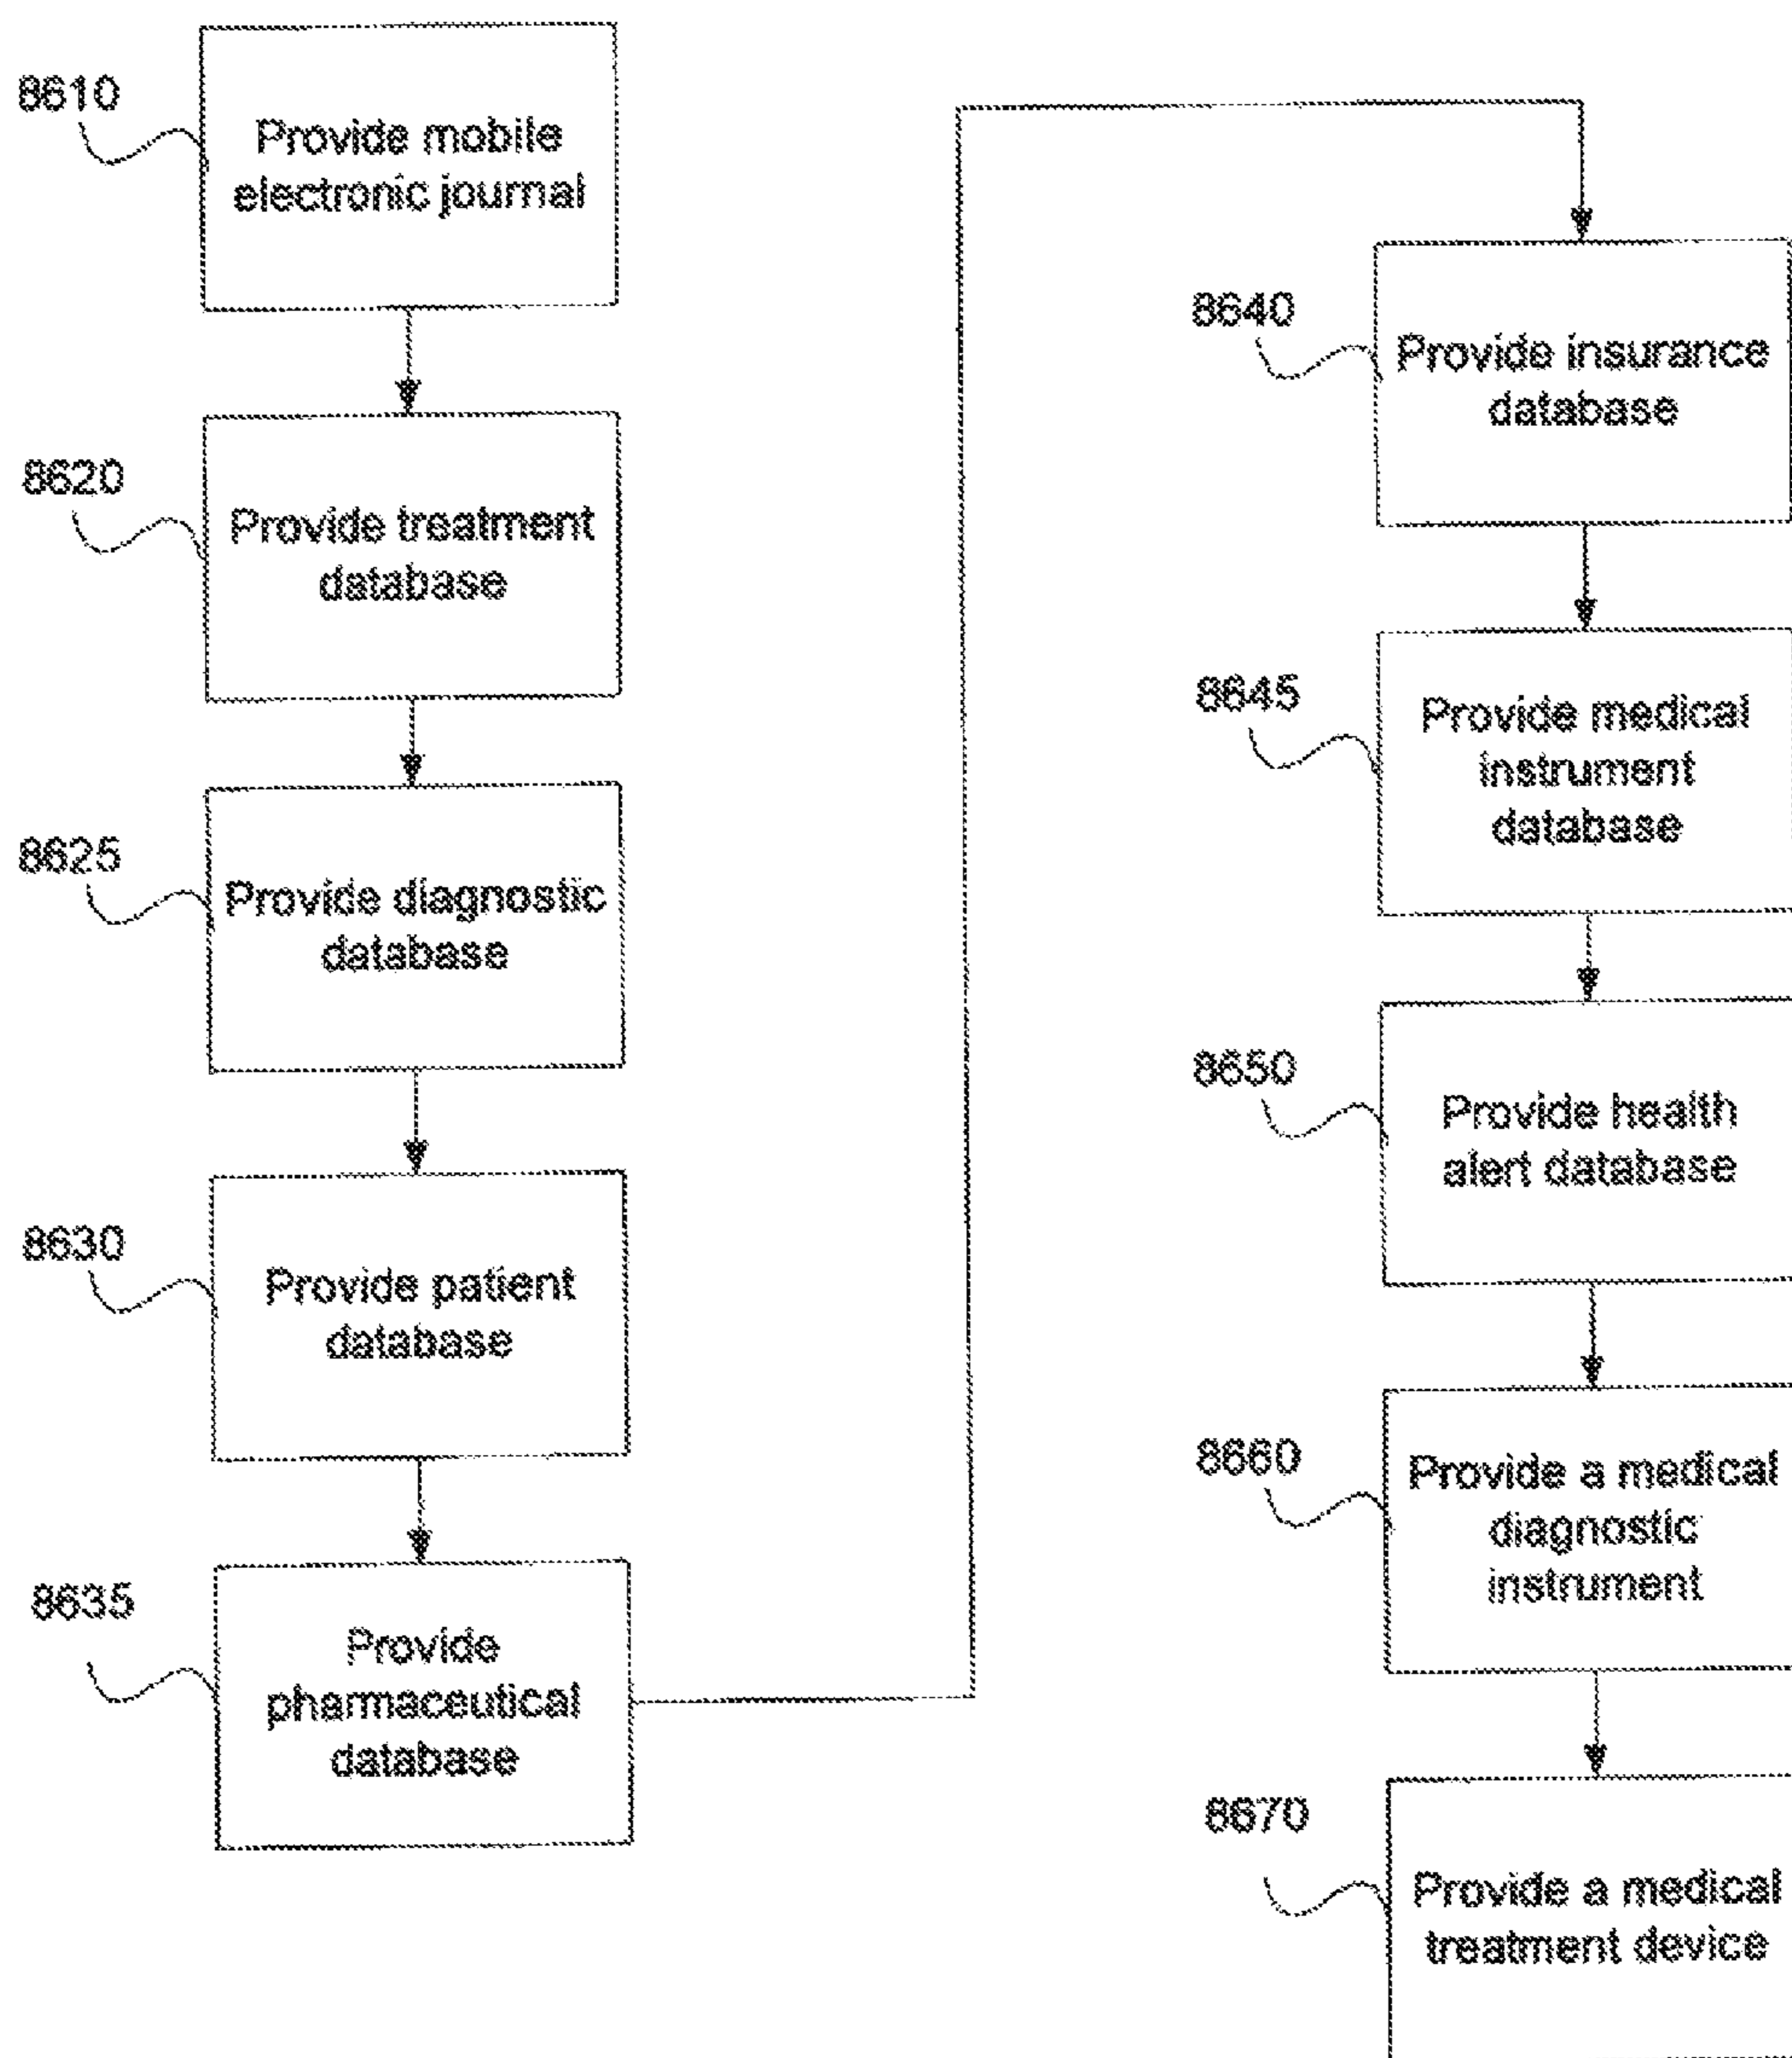 8610
Provide mobile
electronic journal
8620
Provide treatment
database
8625
Provide diagnostic
database
8630
Provide patient
database
8635
Provide
pharmaceutical
database
8640
Provide insurance
database
8645
Provide medical
instrument
database
8650
Provide health
alert database
8660
Provide a medical
diagnostic
instrument
8670
Provide a medical
treatment device